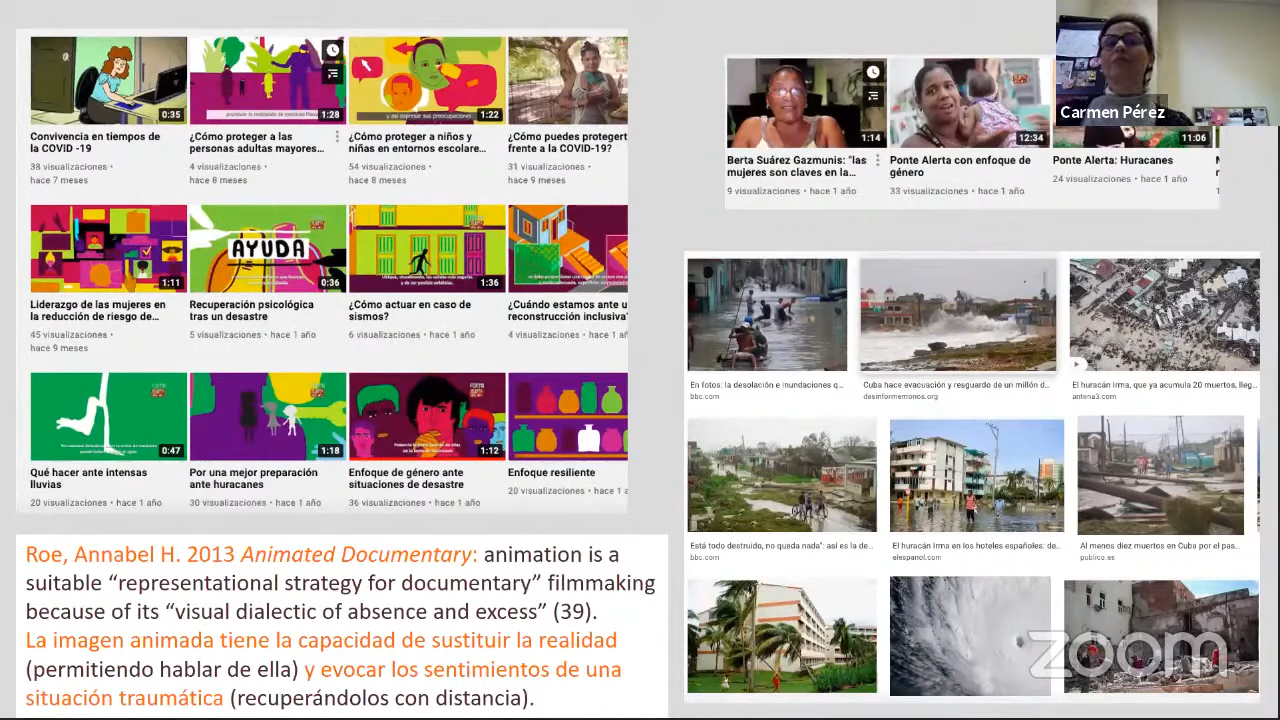 0:35
1:28
1:22
Convivencia en tiempos de
la COVID -19
38 visualizaciones •
hace 7 meses
¿Cómo proteger a las
personas adultas mayores...
4 visualizaciones •
hace 8 meses
¿Cómo proteger a niños y
niñas en entornos escolare...
54 visualizaciones •
hace 8 meses
¿Cómo puedes protegert
frente a la COVID-19?
31 visualizaciones •
hace 9 meses
1:11
AYUDA
0:36
1:36
Liderazgo de las mujeres en
la reducción de riesgo de...
45 visualizaciones •
hace 9 meses
Recuperación psicológica
tras un desastre
5 visualizaciones • hace 1 año
¿Cómo actuar en caso de
sismos?
6 visualizaciones • hace 1 año
¿Cuándo estamos ante u
reconstrucción inclusiva?
4 visualizaciones • hace 1 añ
0:47
1:18
1:12
Qué hacer ante intensas
lluvias
20 visualizaciones • hace 1 año
Por una mejor preparación
ante huracanes
30 visualizaciones • hace 1 año
Enfoque de género ante
situaciones de desastre
36 visualizaciones • hace 1 año
Enfoque resiliente
20 visualizaciones • hace 1 a
Roe, Annabel H. 2013 Animated Documentary: animation is a
suitable “representational strategy for documentary” filmmaking
because of its “visual dialectic of absence and excess” (39).
La imagen animada tiene la capacidad de sustituir la realidad
(permitiendo hablar de ella) y evocar los sentimientos de una
situación traumática (recuperándolos con distancia).
Carmen Pérez
1:14
12:34
11:06
Berta Suárez Gazmunis: "las
mujeres son claves en la...
9 visualizaciones • hace 1 año
Ponte Alerta con enfoque de
género
33 visualizaciones • hace 1 año
Ponte Alerta: Huracanes
24 visualizaciones • hace 1 año
En fotos: la desolación e inundaciones q...
bbc.com
Cuba hace evacuación y resguardo de un millón d...
desinformemonos.org
El huracán Irma, que ya acumula 20 muertos, lleg...
antena3.com
Está todo destruido, no queda nada": así es la de...
bbc.com
El huracán Irma en los hoteles españoles: de...
elespanol.com
Al menos diez muertos en Cuba por el pas...
publico.es
zoom